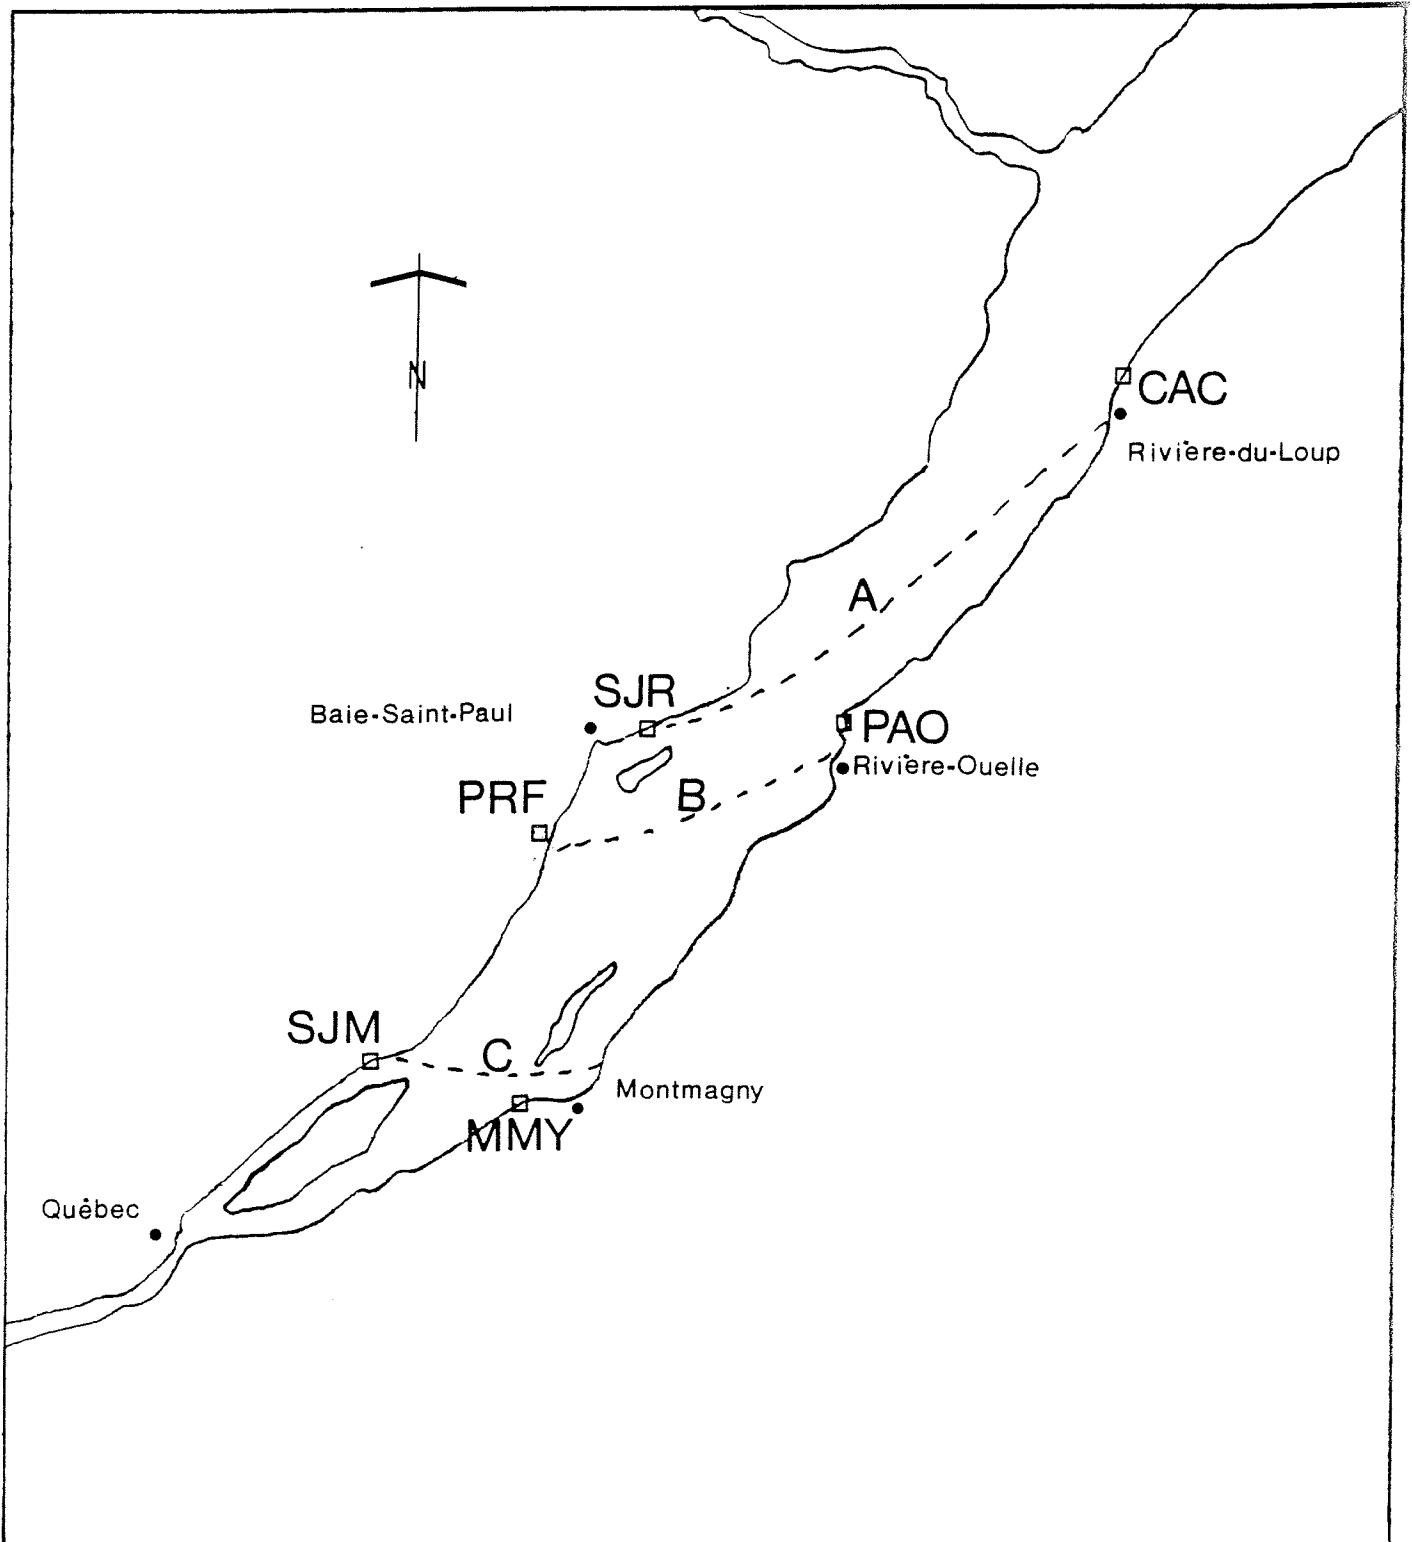 N
CAC
Rivière-du-Loup
A
SJR
Baie-Saint-Paul
PAO
Rivière-Ouelle
PRF
B
SJM
C
Montmagny
MMY
Québec